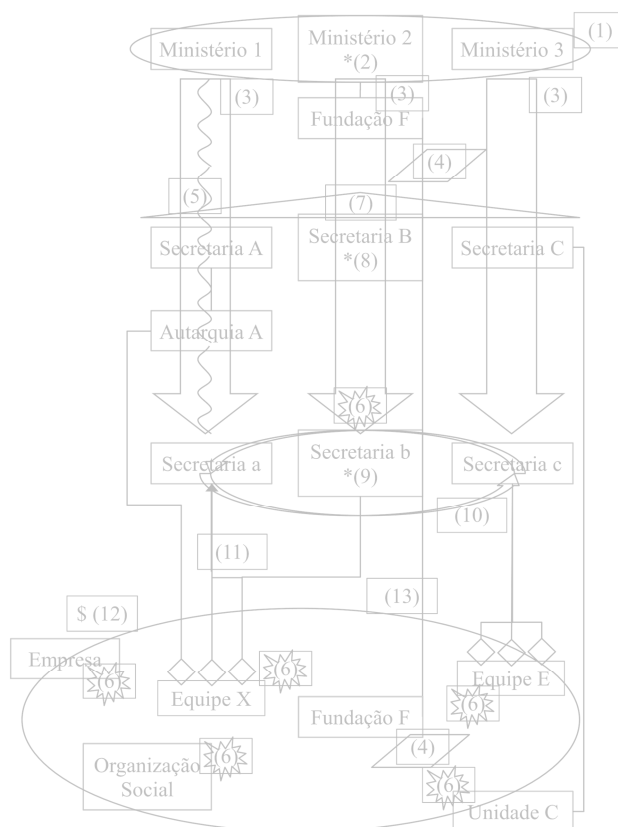 (1)
Ministério 1
Ministério 2
*(2)
Ministério 3
(3)
(3)
(3)
Fundação F
(4)
(5)
(7)
Secretaria A
Secretaria B
*(8)
Secretaria C
Autarquia A
(6
Secretaria a
Secretaria b
*(9)
Secretaria c
(10)
(11)
$ (12)
(13)
Empresa
(6)
Equipe X
(6)
Equipe E
(6)
Fundação F
(4)
Organização
Social
(6)
(6)
Unidade C